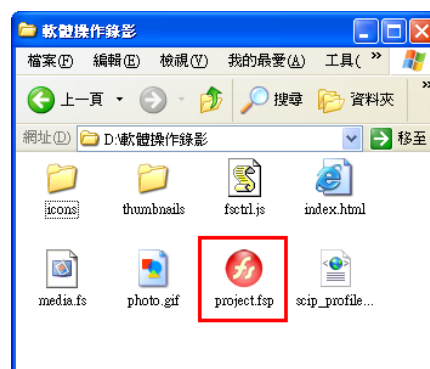 軟體操作錄影
檔案(F) 編輯(E) 檢視(V) 我的最愛(A) 工具( »
上一頁 搜尋 資料夾 »
網址(D) D:\軟體操作錄影 移至
icons thumbnails fsctrl.js index.html
media.fs photo.gif project.fsp scip_profile...